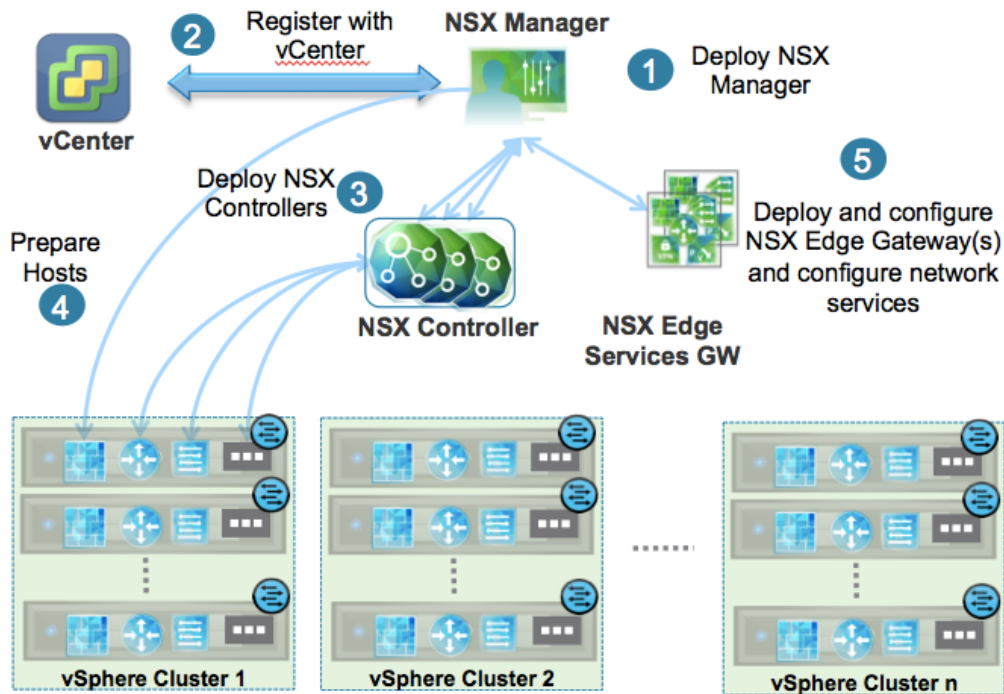 2
Register with
vCenter
NSX Manager
1
Deploy NSX
Manager
vCenter
Deploy NSX
Controllers
3
5
Deploy and configure
NSX Edge Gateway(s)
and configure network
services
Prepare
Hosts
4
NSX Controller
NSX Edge
Services GW
vSphere Cluster 1
vSphere Cluster 2
vSphere Cluster n